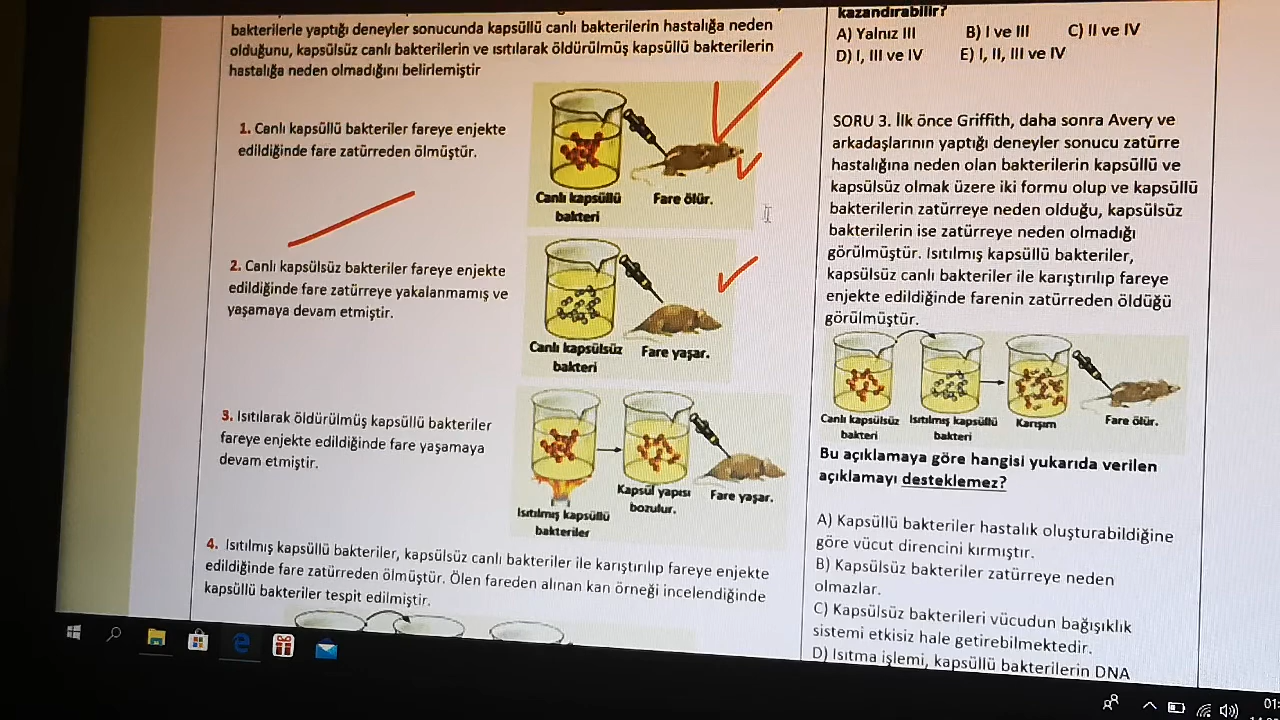 bakterilerle yaptığı deneyler sonucunda kapsüllü canlı bakterilerin hastalığa neden
olduğunu, kapsülsüz canlı bakterilerin ve ısıtılarak öldürülmüş kapsüllü bakterilerin
hastalığa neden olmadığını belirlemiştir
1. Canlı kapsüllü bakteriler fareye enjekte
edildiğinde fare zatürreden ölmüştür.
Canlı kapsüllü
bakteri
Fare ölür.
2. Canlı kapsülsüz bakteriler fareye enjekte
edildiğinde fare zatürreye yakalanmamış ve
yaşamaya devam etmiştir.
Canlı kapsülsüz
bakteri
Fare yaşar.
3. Isıtılarak öldürülmüş kapsüllü bakteriler
fareye enjekte edildiğinde fare yaşamaya
devam etmiştir.
Isıtılmış kapsüllü
bakteriler
Kapsül yapısı
bozulur.
Fare yaşar.
4. Isıtılmış kapsüllü bakteriler, kapsülsüz canlı bakteriler ile karıştırılıp fareye enjekte
edildiğinde fare zatürreden ölmüştür. Ölen fareden alınan kan örneği incelendiğinde
kapsüllü bakteriler tespit edilmiştir.
kazandırabilir?
A) Yalnız III B) I ve III C) II ve IV
D) I, III ve IV E) I, II, III ve IV
SORU 3. İlk önce Griffith, daha sonra Avery ve
arkadaşlarının yaptığı deneyler sonucu zatürre
hastalığına neden olan bakterilerin kapsüllü ve
kapsülsüz olmak üzere iki formu olup ve kapsüllü
bakterilerin zatürreye neden olduğu, kapsülsüz
bakterilerin ise zatürreye neden olmadığı
görülmüştür. Isıtılmış kapsüllü bakteriler,
kapsülsüz canlı bakteriler ile karıştırılıp fareye
enjekte edildiğinde farenin zatürreden öldüğü
görülmüştür.
Canlı kapsülsüz
bakteri
Isıtılmış kapsüllü
bakteri
Karışım
Fare ölür.
Bu açıklamaya göre hangisi yukarıda verilen
açıklamayı desteklemez?
A) Kapsüllü bakteriler hastalık oluşturabildiğine
göre vücut direncini kırmıştır.
B) Kapsülsüz bakteriler zatürreye neden
olmazlar.
C) Kapsülsüz bakterileri vücudun bağışıklık
sistemi etkisiz hale getirebilmektedir.
D) Isıtma işlemi, kapsüllü bakterilerin DNA